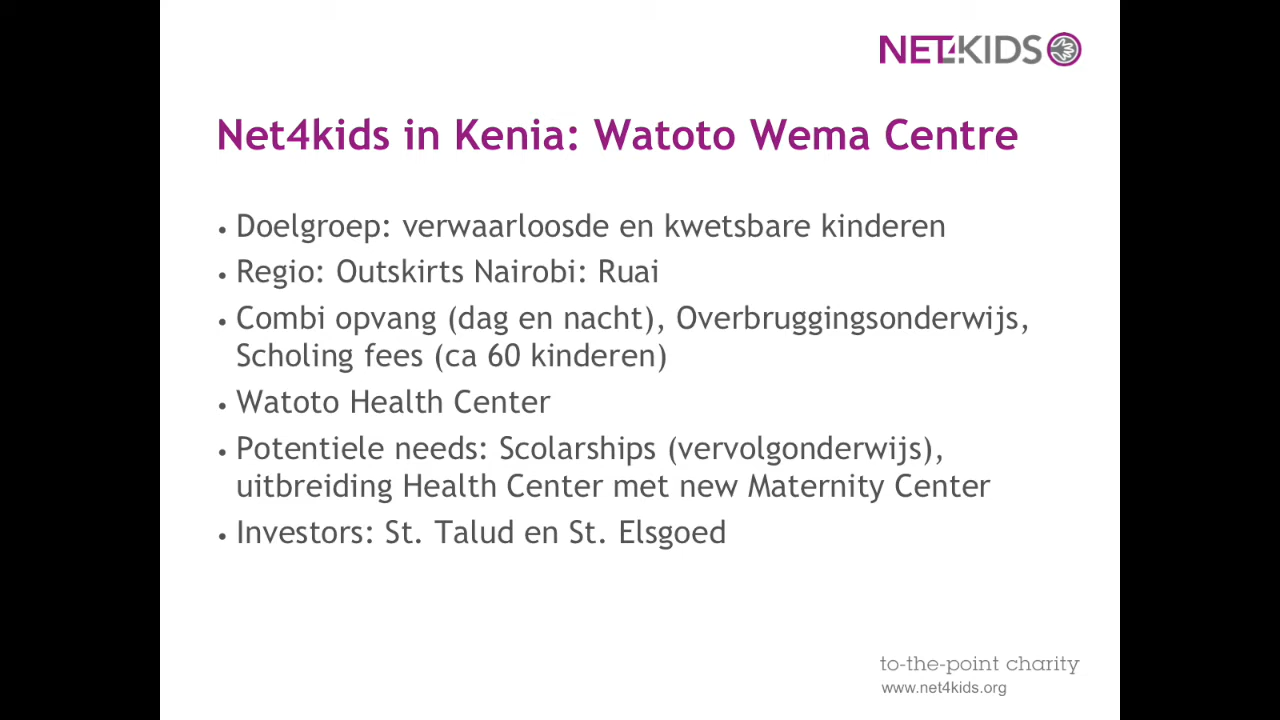 NET4KIDS
Net4kids in Kenia: Watoto Wema Centre
• Doelgroep: verwaarloosde en kwetsbare kinderen
• Regio: Outskirts Nairobi: Ruai
• Combi opvang (dag en nacht), Overbruggingsonderwijs,
Scholing fees (ca 60 kinderen)
• Watoto Health Center
• Potentiele needs: Scolarships (vervolgonderwijs),
uitbreiding Health Center met new Maternity Center
• Investors: St. Talud en St. Elsgoed
to-the-point charity
www.net4kids.org